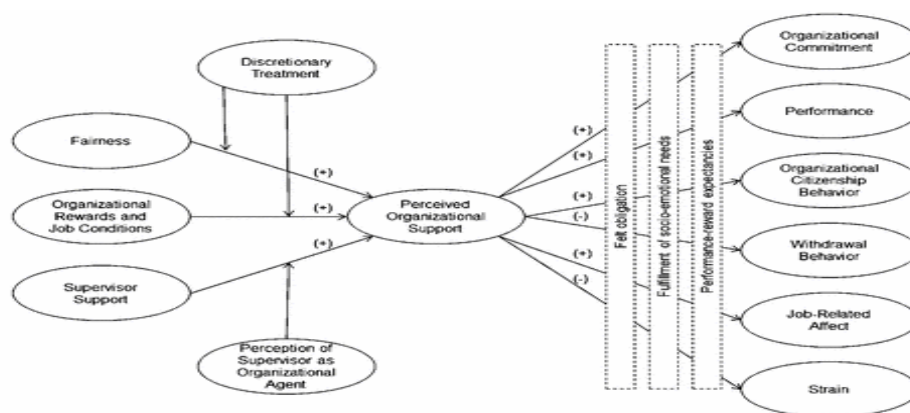 Discretionary
Treatment
Fairness
Organizational
Rewards and
Job Conditions
Supervisor
Support
Perception of
Supervisor as
Organizational
Agent
(+)
(+)
(+)
Perceived
Organizational
Support
(+)
(+)
(+)
(-)
(+)
(-)
Felt obligation
Fulfillment of socio-emotional needs
Performance-reward expectancies
Organizational
Commitment
Performance
Organizational
Citizenship
Behavior
Withdrawal
Behavior
Job-Related
Affect
Strain